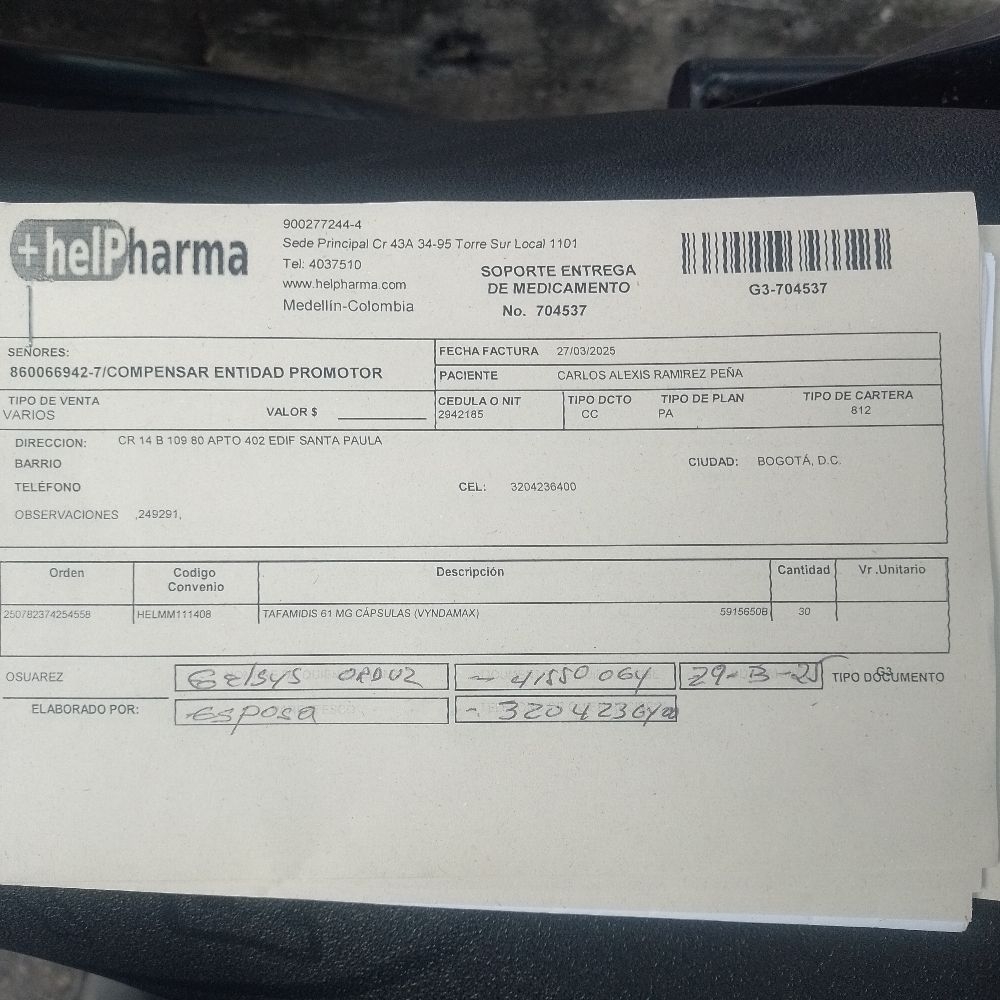 +helPharma
900277244-4
Sede Principal Cr 43A 34-95 Torre Sur Local 1101
Tel: 4037510
www.helpharma.com
Medellín-Colombia
SOPORTE ENTREGA
DE MEDICAMENTO
No. 704537
G3-704537
SEÑORES:
860066942-7/COMPENSAR ENTIDAD PROMOTOR
FECHA FACTURA 27/03/2025
PACIENTE CARLOS ALEXIS RAMIREZ PEÑA
TIPO DE VENTA
VARIOS
VALOR $
CEDULA O NIT
2942185
TIPO DCTO
CC
TIPO DE PLAN
PA
TIPO DE CARTERA
812
DIRECCION: CR 14 B 109 80 APTO 402 EDIF SANTA PAULA
BARRIO
CIUDAD: BOGOTÁ, D.C.
TELÉFONO
CEL: 3204236400
OBSERVACIONES ,249291,
Orden Codigo Convenio Descripción Cantidad Vr .Unitario
250782374254558 HELMM111408 TAFAMIDIS 61 MG CÁPSULAS (VYNDAMAX) 5915650B 30
OSUAREZ
ORDUZ
- 41550064
TIPO DOCUMENTO
G3
ELABORADO POR:
esposa
- 3204236400